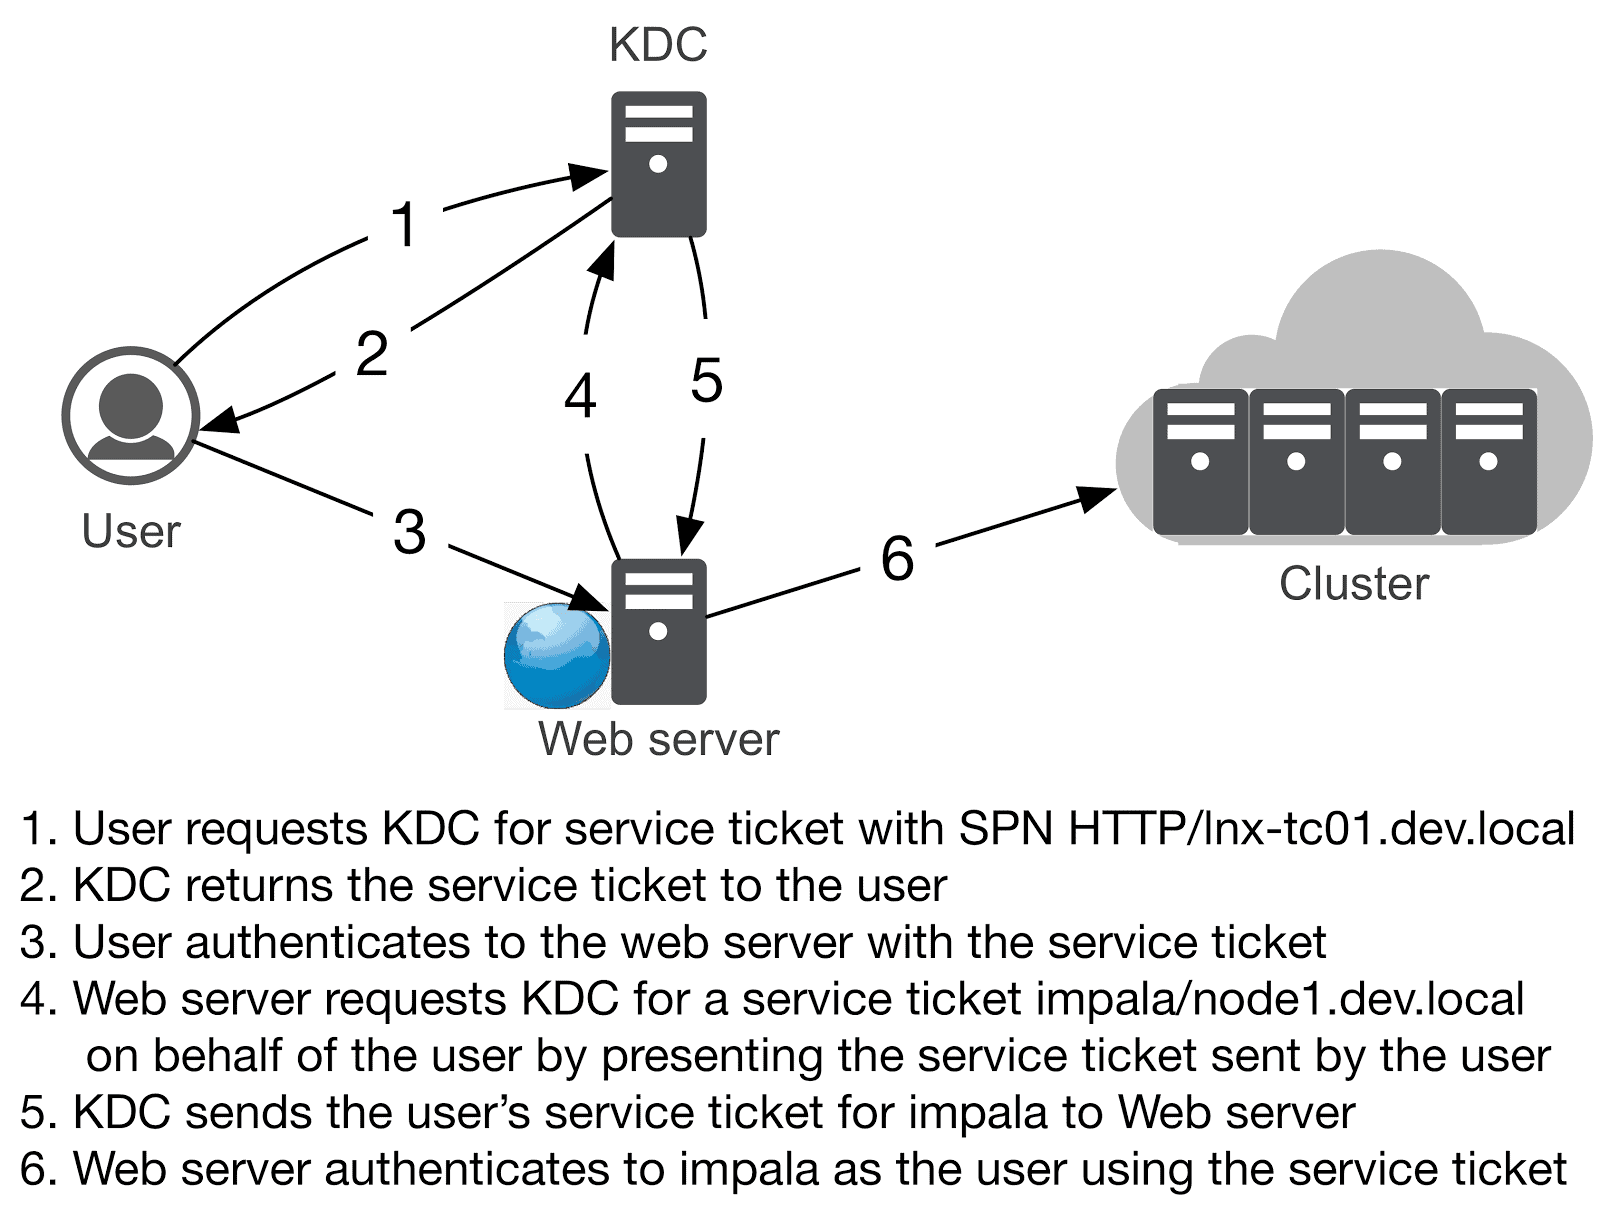 KDC
1
2
4
5
User
3
6
Cluster
Web server
1. User requests KDC for service ticket with SPN HTTP/lnx-tc01.dev.local
2. KDC returns the service ticket to the user
3. User authenticates to the web server with the service ticket
4. Web server requests KDC for a service ticket impala/node1.dev.local
on behalf of the user by presenting the service ticket sent by the user
5. KDC sends the user's service ticket for impala to Web server
6. Web server authenticates to impala as the user using the service ticket